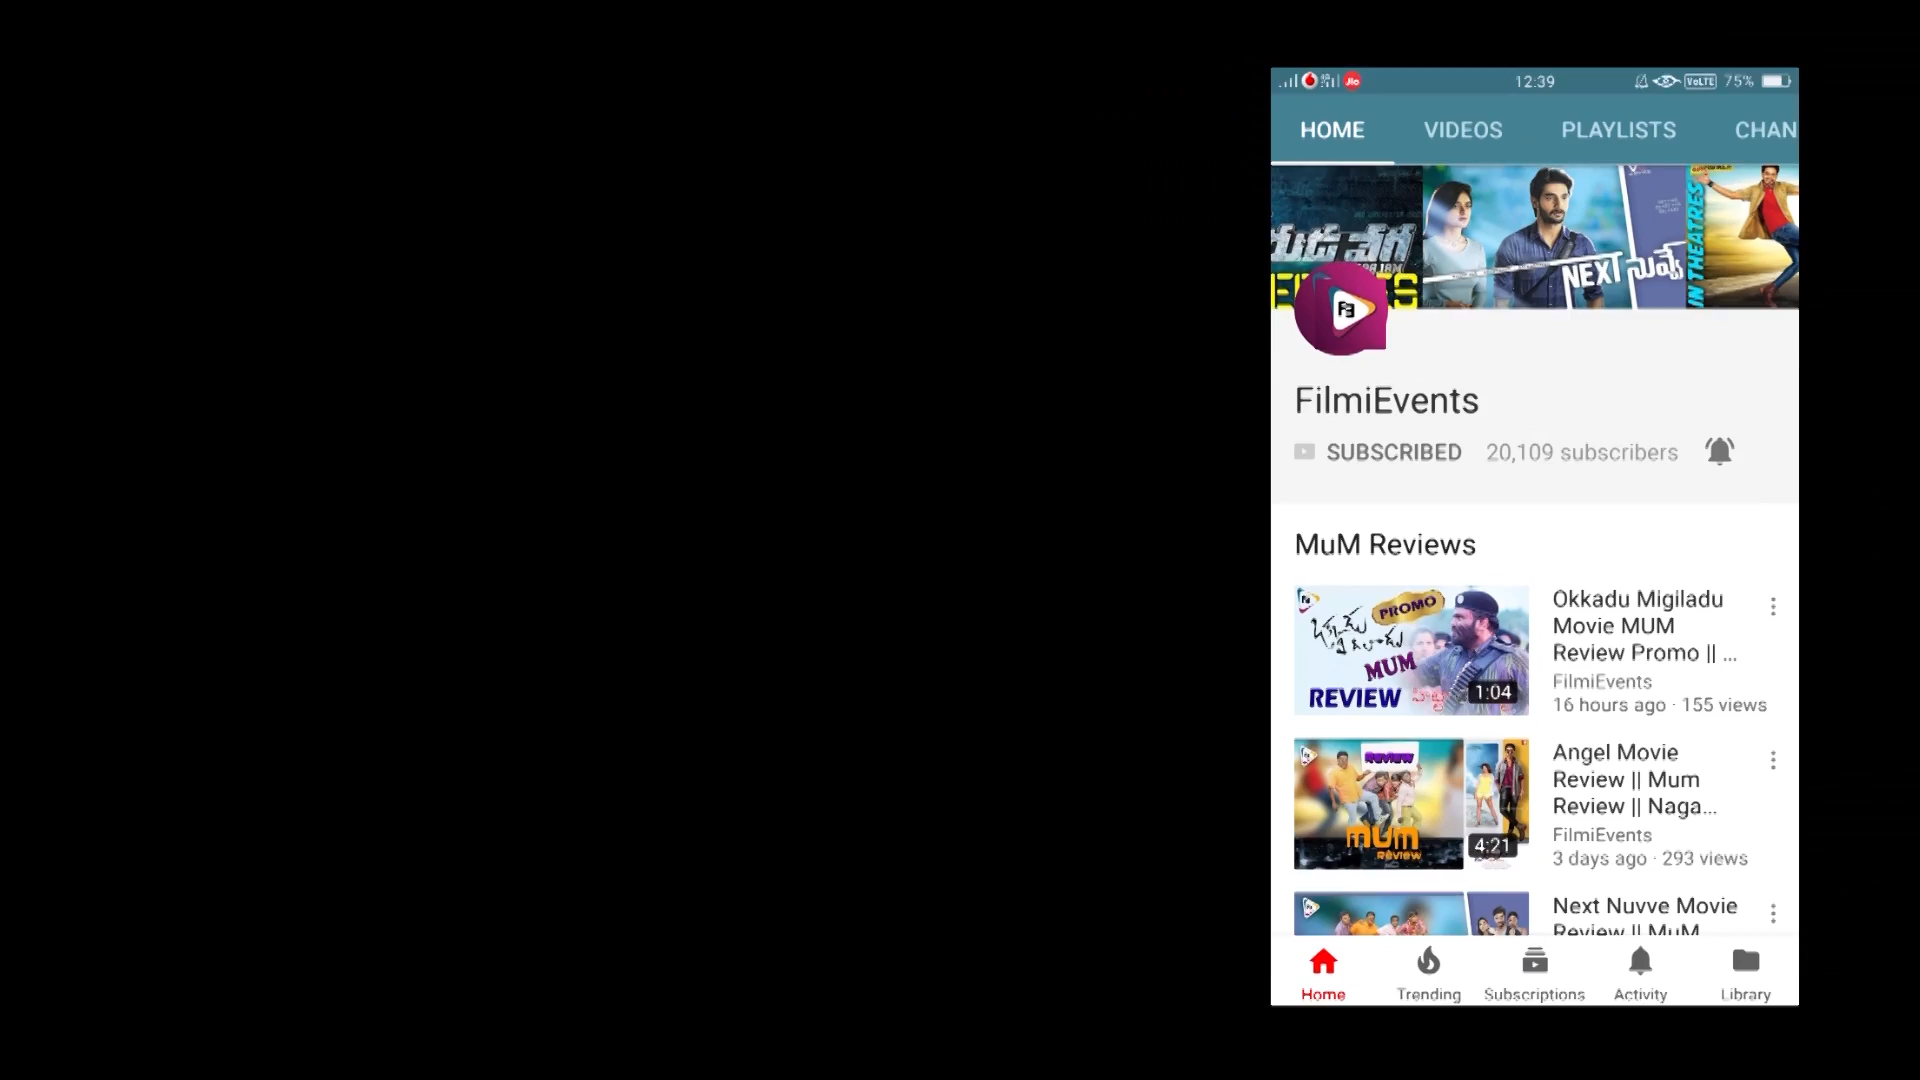 12:39 VoLTE 75%
HOME VIDEOS PLAYLISTS CHAN
NEXT నువ్వే
IN THEATRES
FilmiEvents
SUBSCRIBED 20,109 subscribers
MuM Reviews
PROMO
MUM
REVIEW
1:04
Okkadu Migiladu
Movie MUM
Review Promo || ...
FilmiEvents
16 hours ago · 155 views
Review
mum
Review
4:21
Angel Movie
Review || Mum
Review || Naga...
FilmiEvents
3 days ago · 293 views
Next Nuvve Movie
Review || MuM
Home Trending Subscriptions Activity Library